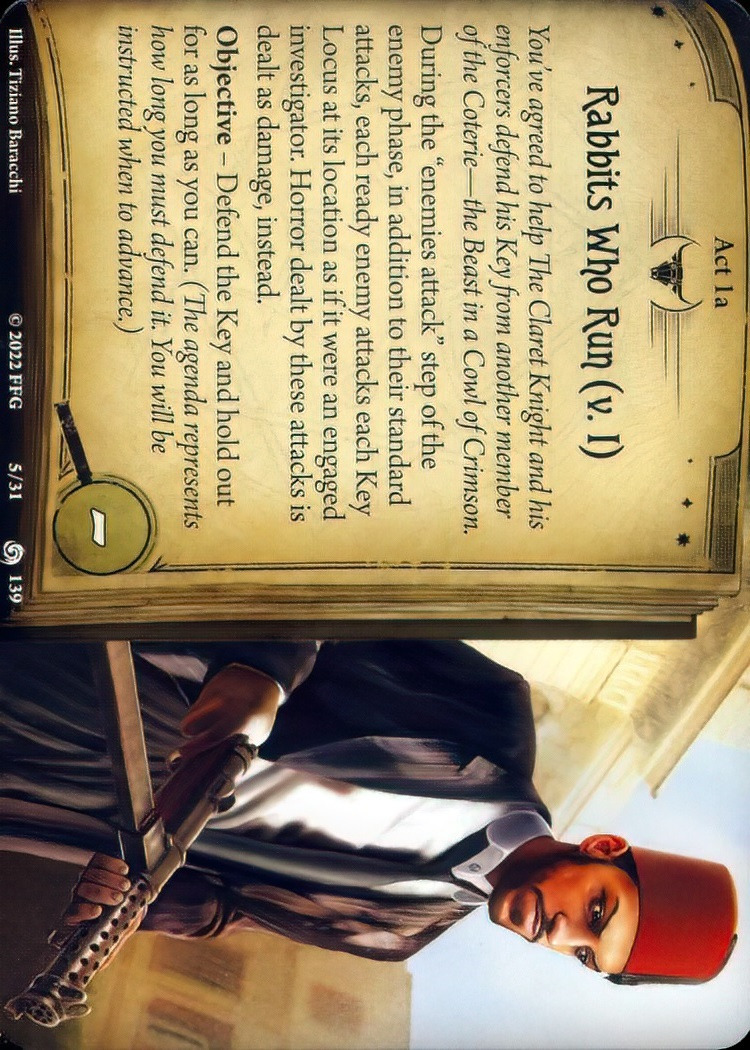 Act 1a
Rabbits Who Run (v. I)
You've agreed to help The Claret Knight and his
enforcers defend his Key from another member
of the Coterie—the Beast in a Cowl of Crimson.
During the “enemies attack” step of the
enemy phase, in addition to their standard
attacks, each ready enemy attacks each Key
Locus at its location as if it were an engaged
investigator. Horror dealt by these attacks is
dealt as damage, instead.
Objective – Defend the Key and hold out
for as long as you can. (The agenda represents
how long you must defend it. You will be
instructed when to advance.)
-
Illus. Tiziano Baracchi © 2022 FFG 5/31 139